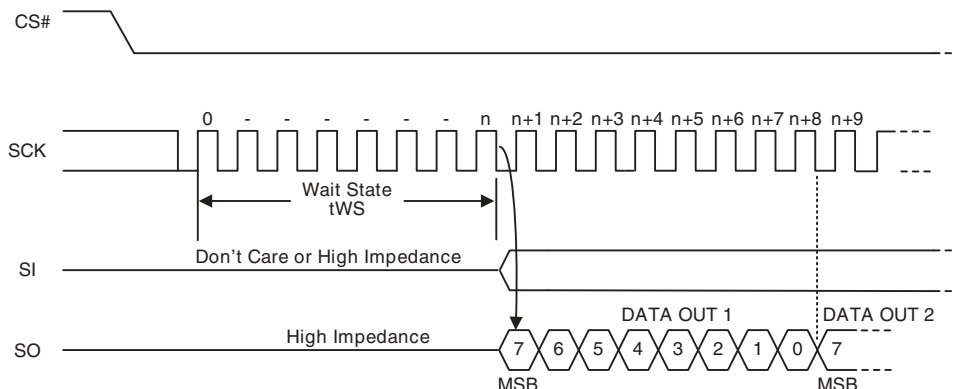 CS#
0 - - - - - - n n+1 n+2 n+3 n+4 n+5 n+6 n+7 n+8 n+9
SCK
Wait State
tWS
Don't Care or High Impedance
SI
DATA OUT 1 DATA OUT 2
High Impedance
SO
7 6 5 4 3 2 1 0 7
MSB MSB